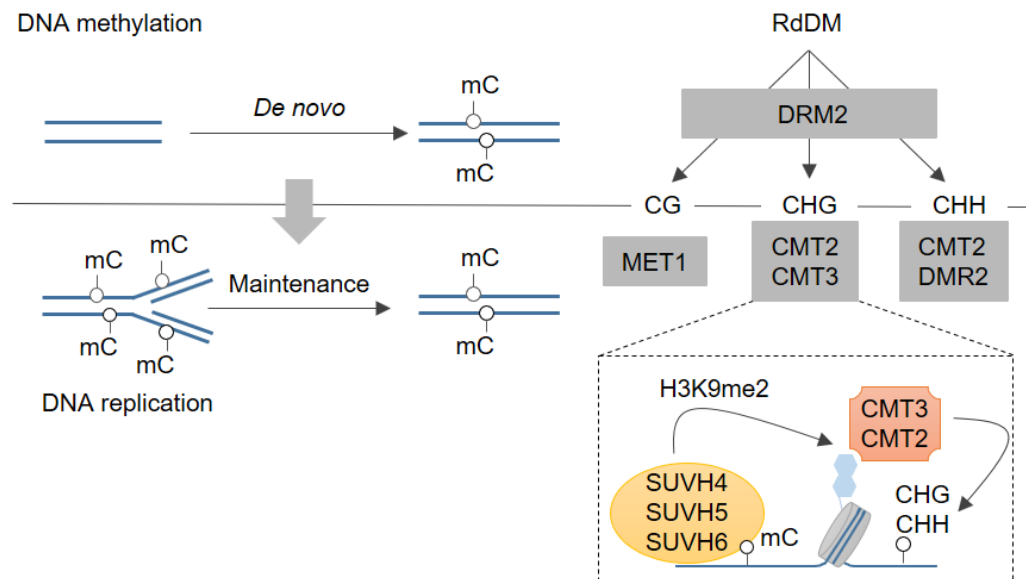 DNA methylation
RdDM
mC
De novo
mC
DRM2
CG
CHG
CHH
mC
mC
Maintenance
mC
mC
mC
mC
DNA replication
MET1
CMT2
CMT3
CMT2
DMR2
H3K9me2
CMT3
CMT2
SUVH4
SUVH5
SUVH6
mC
CHG
CHH